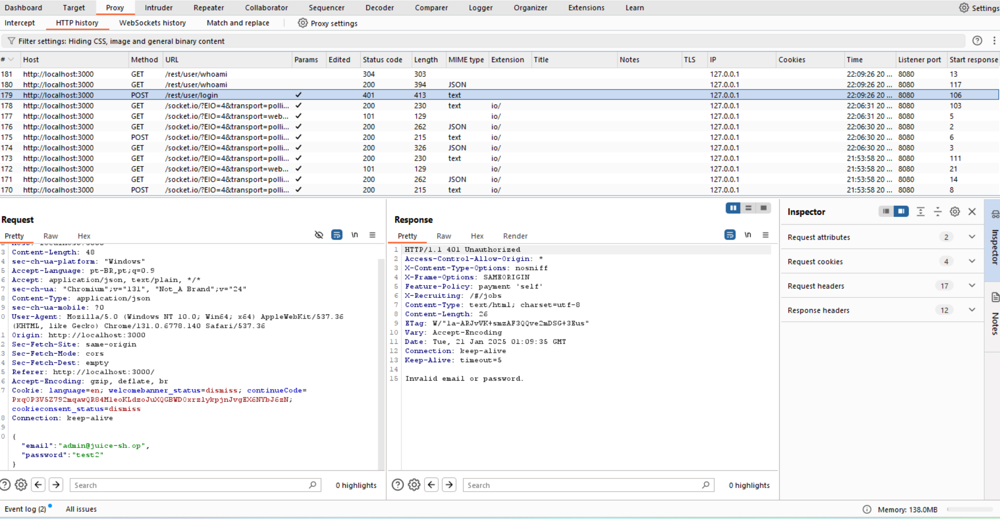 Dashboard Target Proxy Intruder Repeater Collaborator Sequencer Decoder Comparer Logger Organizer Extensions Learn Settings
Intercept HTTP history WebSockets history Match and replace Proxy settings
Filter settings: Hiding CSS, image and general binary content
# Host Method URL Params Edited Status code Length MIME type Extension Title Notes TLS IP Cookies Time Listener port Start response
181 http://localhost:3000 GET /rest/user/whoami 304 303 127.0.0.1 22:09:26 20 ... 8080 13
180 http://localhost:3000 GET /rest/user/whoami 200 394 JSON 127.0.0.1 22:09:26 20 ... 8080 117
179 http://localhost:3000 POST /rest/user/login ✓ 401 413 text 127.0.0.1 22:09:26 20 ... 8080 106
178 http://localhost:3000 GET /socket.io/?EIO=4&transport=polli... ✓ 200 230 text io/ 127.0.0.1 22:06:31 20 ... 8080 103
177 http://localhost:3000 GET /socket.io/?EIO=4&transport=web... ✓ 101 129 io/ 127.0.0.1 22:06:31 20 ... 8080 5
176 http://localhost:3000 GET /socket.io/?EIO=4&transport=polli... ✓ 200 262 JSON io/ 127.0.0.1 22:06:30 20 ... 8080 2
175 http://localhost:3000 POST /socket.io/?EIO=4&transport=polli... ✓ 200 215 text io/ 127.0.0.1 22:06:30 20 ... 8080 6
174 http://localhost:3000 GET /socket.io/?EIO=4&transport=polli... ✓ 200 326 JSON io/ 127.0.0.1 22:06:30 20 ... 8080 3
173 http://localhost:3000 GET /socket.io/?EIO=4&transport=polli... ✓ 200 230 text io/ 127.0.0.1 21:53:58 20 ... 8080 111
172 http://localhost:3000 GET /socket.io/?EIO=4&transport=web... ✓ 101 129 io/ 127.0.0.1 21:53:58 20 ... 8080 21
171 http://localhost:3000 GET /socket.io/?EIO=4&transport=polli... ✓ 200 262 JSON io/ 127.0.0.1 21:53:58 20 ... 8080 14
170 http://localhost:3000 POST /socket.io/?EIO=4&transport=polli... ✓ 200 215 text io/ 127.0.0.1 21:53:58 20 ... 8080 8
Request
Pretty Raw Hex \n
3 Content-Length: 48
4 sec-ch-ua-platform: "Windows"
5 Accept-Language: pt-BR,pt;q=0.9
6 Accept: application/json, text/plain, */*
7 sec-ch-ua: "Chromium";v="131", "Not_A Brand";v="24"
8 Content-Type: application/json
9 sec-ch-ua-mobile: ?0
0 User-Agent: Mozilla/5.0 (Windows NT 10.0; Win64; x64) AppleWebKit/537.36
(KHTML, like Gecko) Chrome/131.0.6778.140 Safari/537.36
1 Origin: http://localhost:3000
2 Sec-Fetch-Site: same-origin
3 Sec-Fetch-Mode: cors
4 Sec-Fetch-Dest: empty
5 Referer: http://localhost:3000/
6 Accept-Encoding: gzip, deflate, br
7 Cookie: language=en; welcomebanner_status=dismiss; continueCode=
cookieconsent_status=dismiss
8 Connection: keep-alive
9
0 {
"email":"admin@juice-sh.op",
"password":"test2"
}
Search 0 highlights
Response
Pretty Raw Hex Render \n
1 HTTP/1.1 401 Unauthorized
2 Access-Control-Allow-Origin: *
3 X-Content-Type-Options: nosniff
4 X-Frame-Options: SAMEORIGIN
5 Feature-Policy: payment 'self'
6 X-Recruiting: /#/jobs
7 Content-Type: text/html; charset=utf-8
8 Content-Length: 26
9 ETag: W/"1a-ARJvVK+smzAF3QQve2mDSG+3Eus"
10 Vary: Accept-Encoding
11 Date: Tue, 21 Jan 2025 01:09:35 GMT
12 Connection: keep-alive
13 Keep-Alive: timeout=5
14
15 Invalid email or password.
Search 0 highlights
Inspector
Request attributes 2
Request cookies 4
Request headers 17
Response headers 12
Inspector
Notes
Event log (2) All issues
Memory: 138.0MB